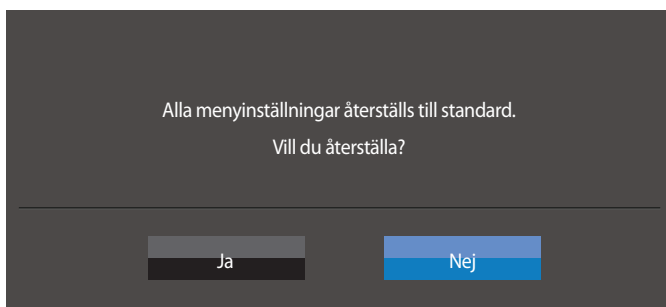 Alla menyinställningar återställs till standard.
Vill du återställa?
Ja
Nej